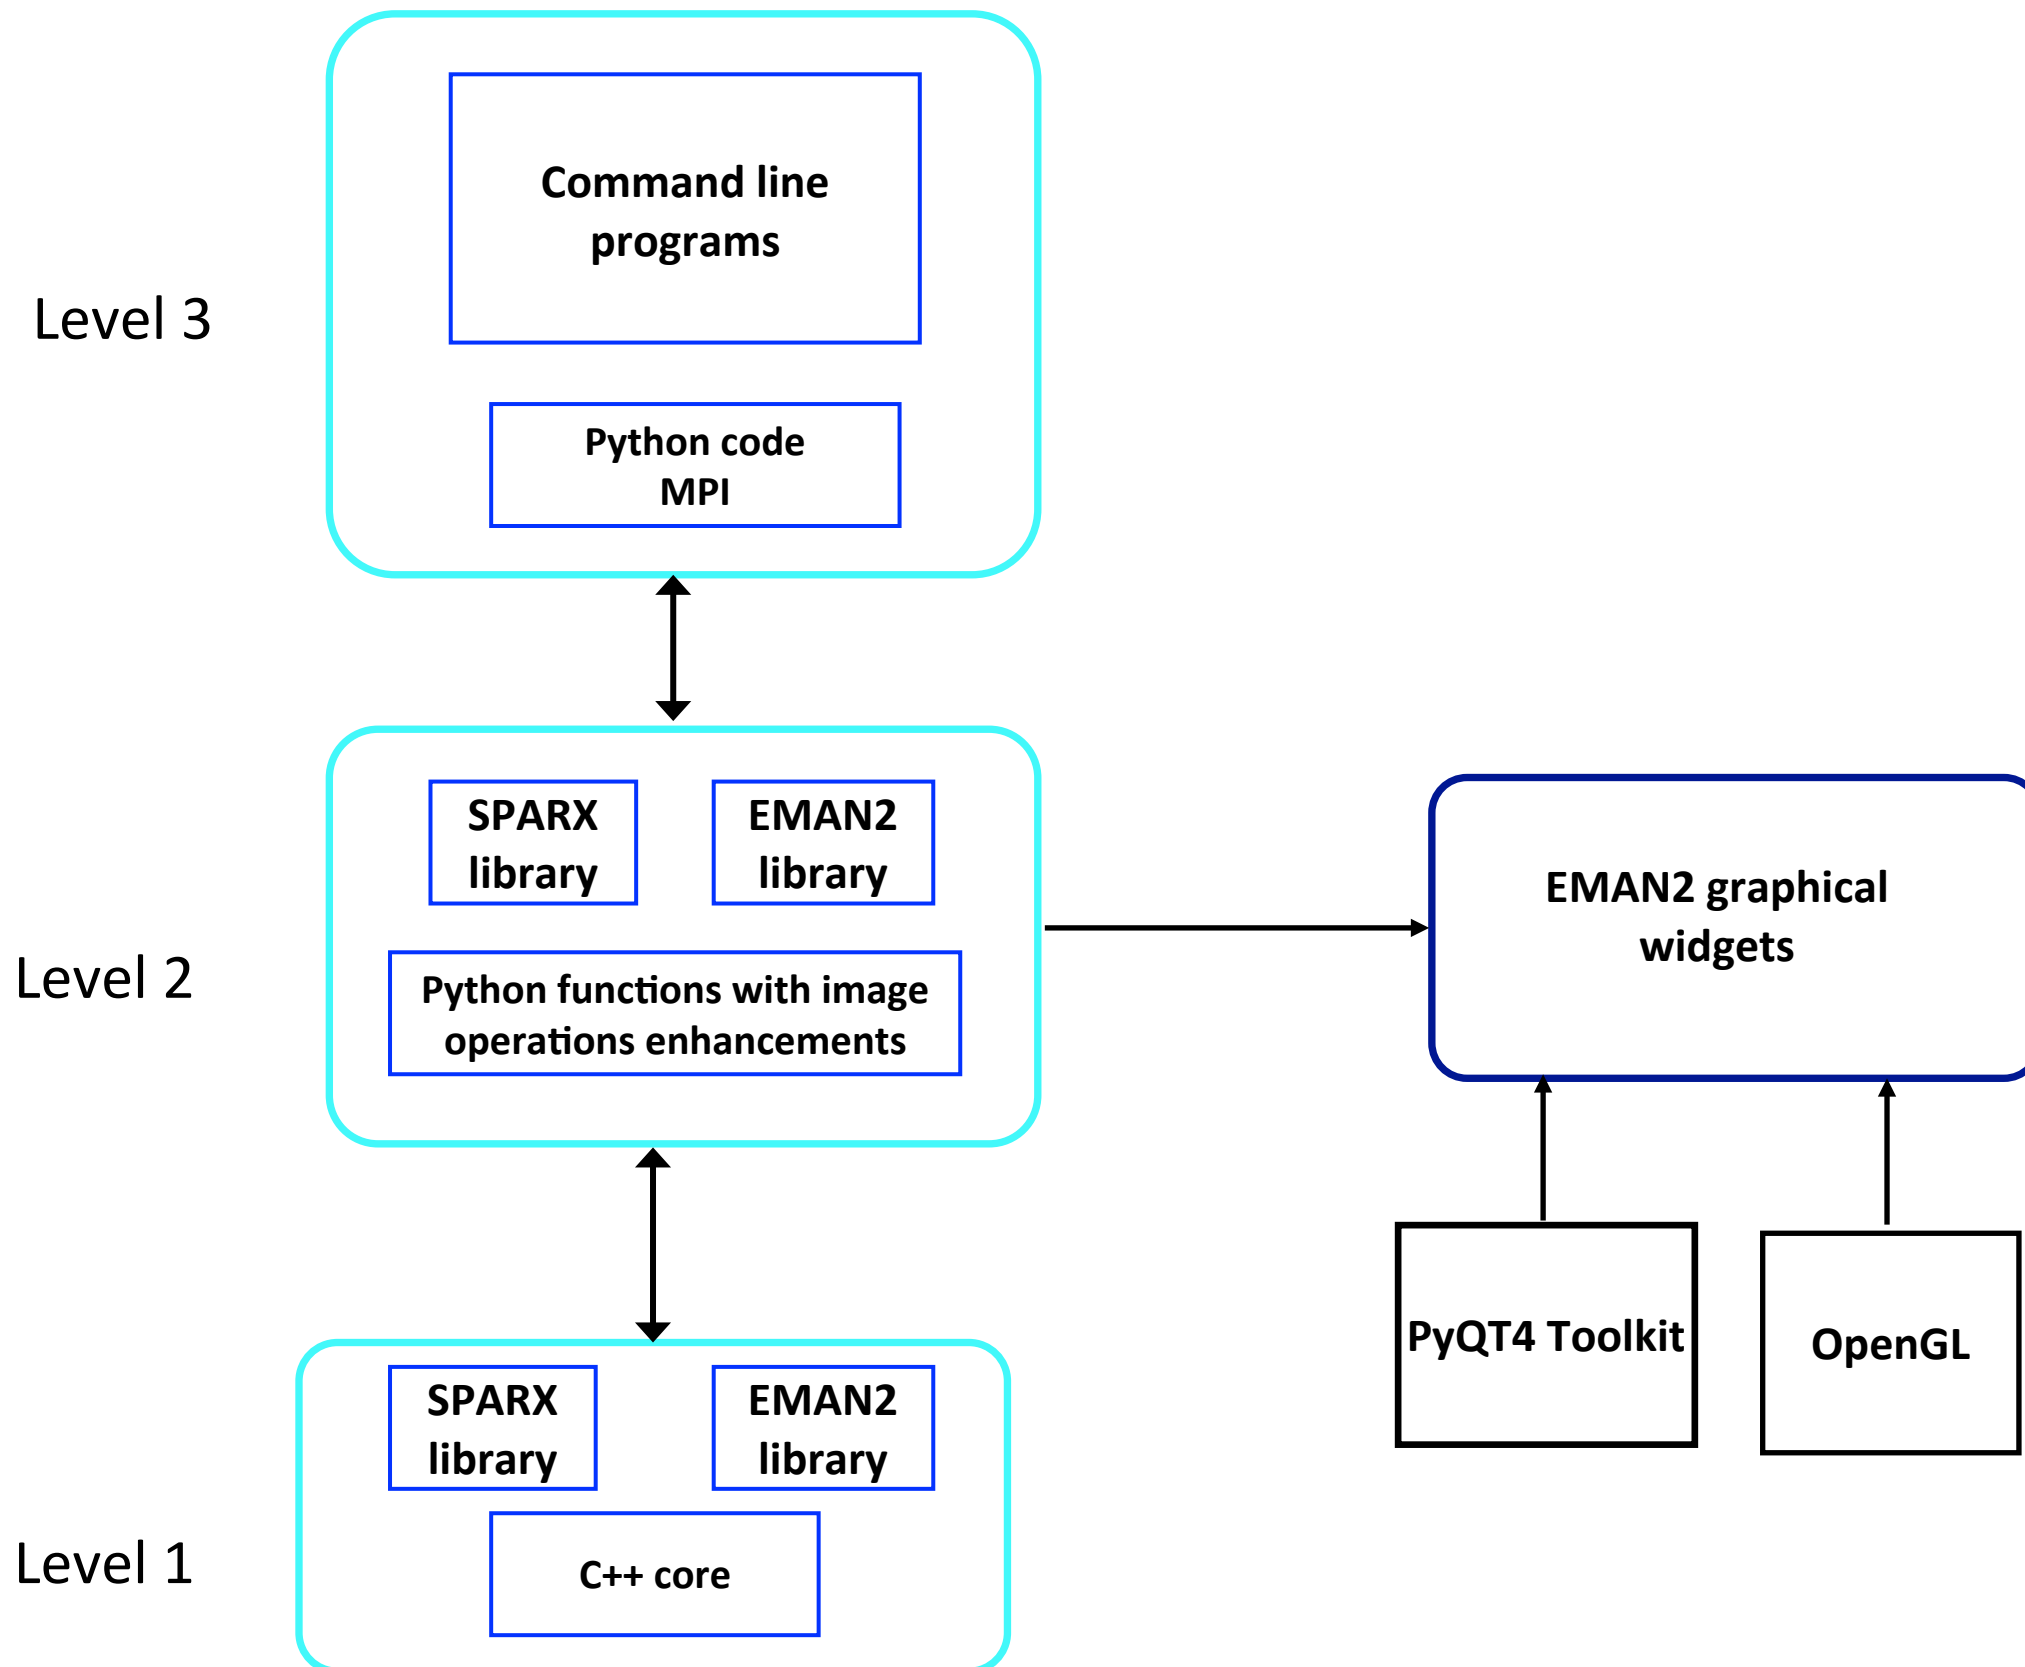 Level 3
Command line
programs
Python code
MPI
Level 2
SPARX
library
EMAN2
library
Python functions with image
operations enhancements
EMAN2 graphical
widgets
PyQT4 Toolkit
OpenGL
Level 1
SPARX
library
EMAN2
library
C++ core